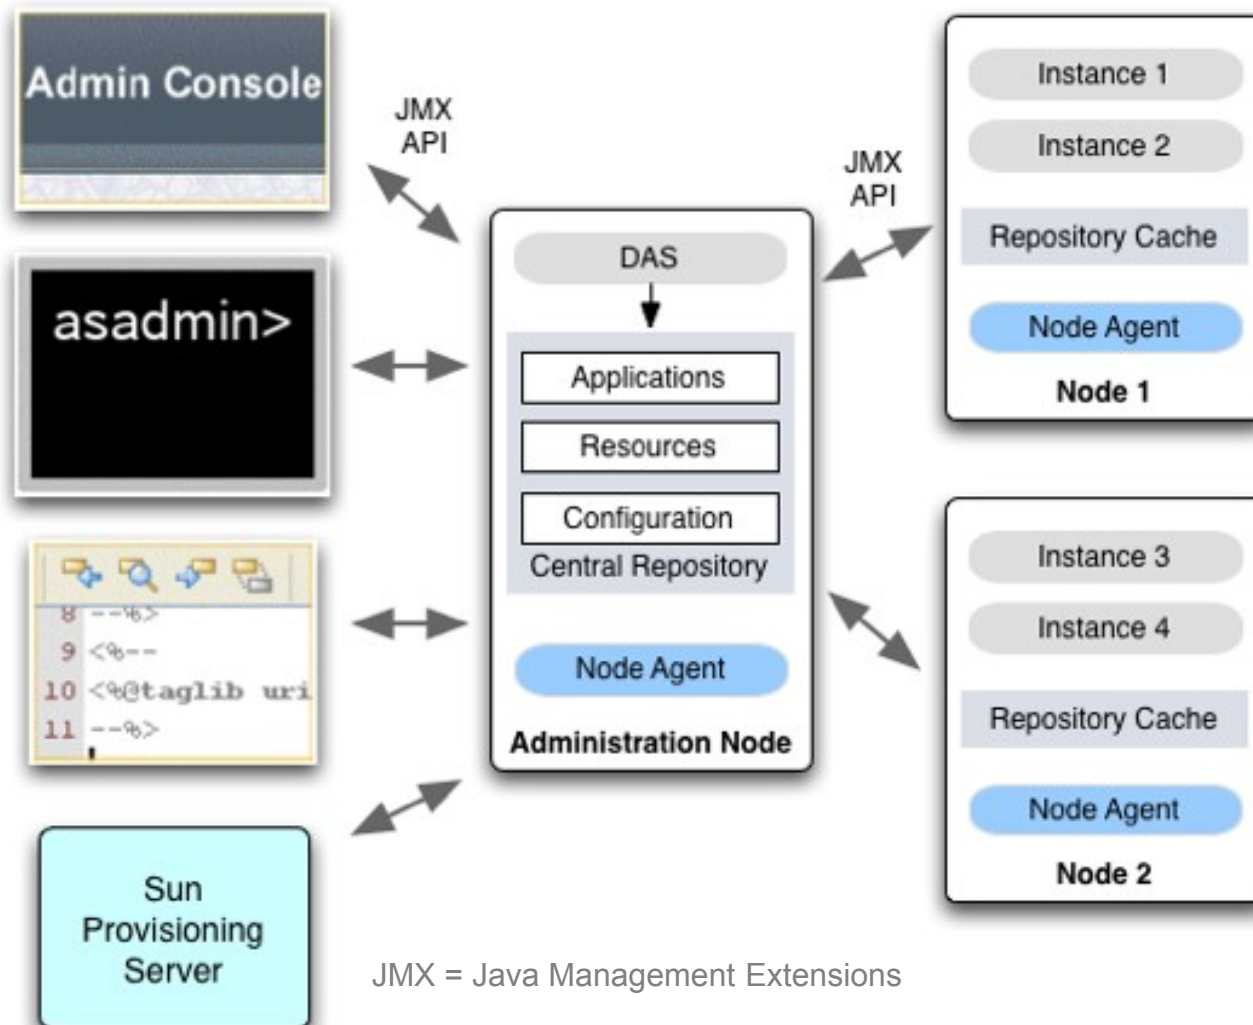 Admin Console
JMX
API
asadmin>
8 --%>
9 <%--
10 <%@taglib uri
11 --%>
Sun
Provisioning
Server
DAS
Applications
Resources
Configuration
Central Repository
Node Agent
Administration Node
JMX
API
Instance 1
Instance 2
Repository Cache
Node Agent
Node 1
Instance 3
Instance 4
Repository Cache
Node Agent
Node 2
JMX = Java Management Extensions